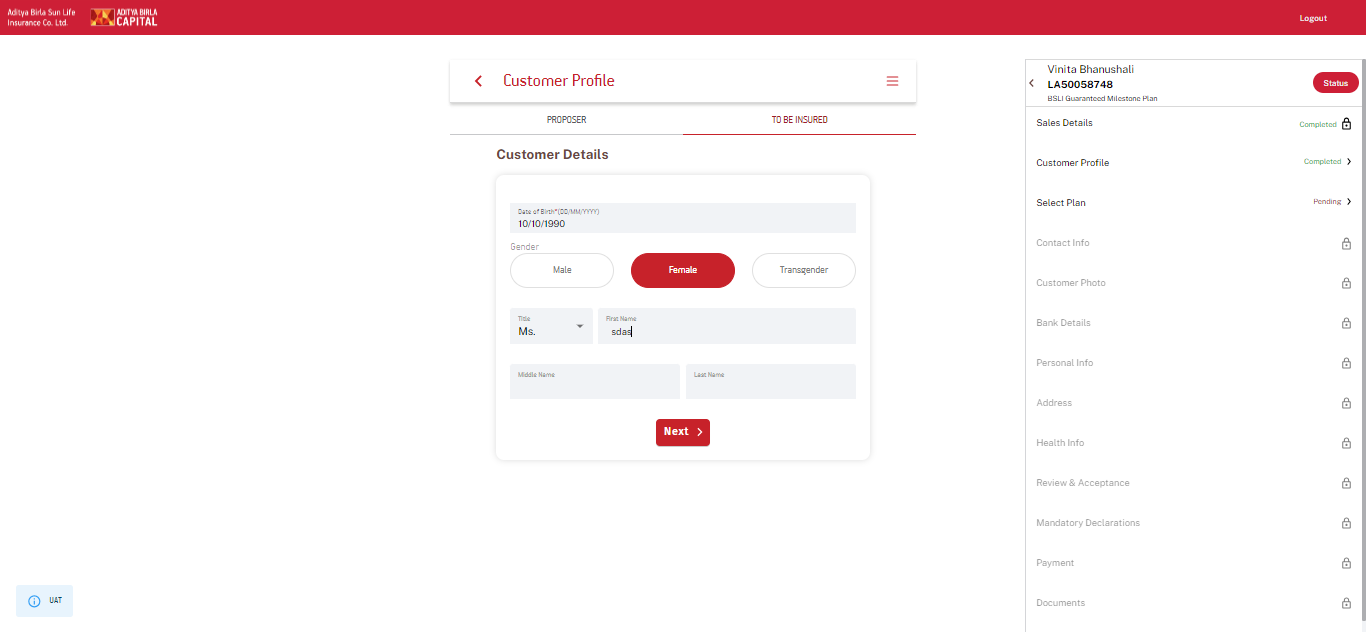 Aditya Birla Sun Life
Insurance Co. Ltd.
ADITYA BIRLA
CAPITAL
Logout
Customer Profile
PROPOSER
TO BE INSURED
Customer Details
Date of Birth*(DD/MM/YYYY)
10/10/1990
Gender
Male
Female
Transgender
Title
Ms.
First Name
sdas
Middle Name
Last Name
Next
UAT
Vinita Bhanushali
LA50058748
BSLI Guaranteed Milestone Plan
Status
Sales Details
Completed
Customer Profile
Completed
Select Plan
Pending
Contact Info
Customer Photo
Bank Details
Personal Info
Address
Health Info
Review & Acceptance
Mandatory Declarations
Payment
Documents